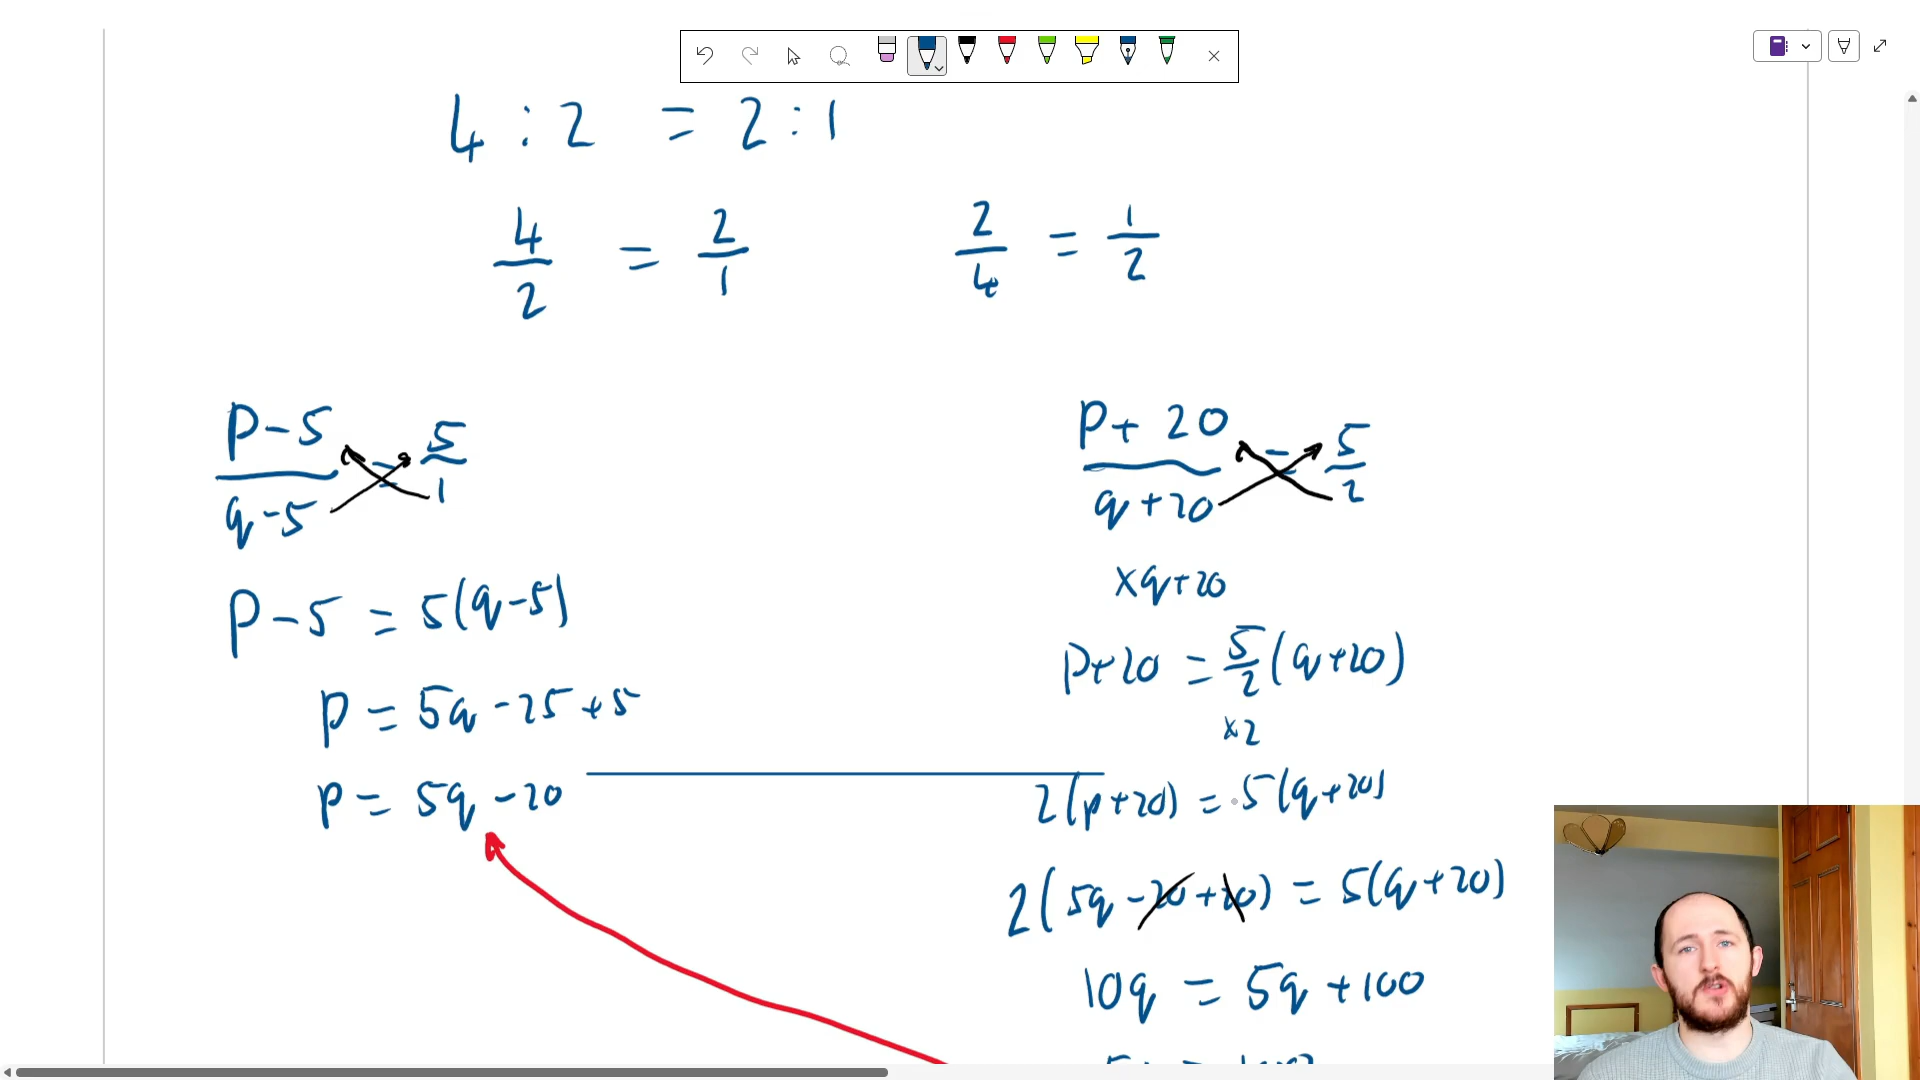 4 : 2 = 2 : 1
4/2 = 2/1
2/4 = 1/2
p - 5 / q - 5 = 5/1
p - 5 = 5(q - 5)
p = 5q - 25 + 5
p = 5q - 20
p + 20 / q + 20 = 5/2
x q + 20
p + 20 = 5/2 (q + 20)
x 2
2(p + 20) = 5(q + 20)
2(5q - 20 + 20) = 5(q + 20)
10q = 5q + 100